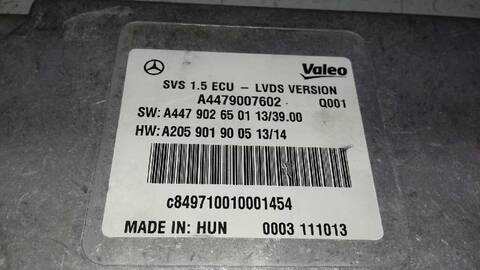 Valeo
SVS 1.5 ECU – LVDS VERSION
A4479007602 Q001
SW: A447 902 65 01 13/39.00
HW: A205 901 90 05 13/14
c849710010001454
MADE IN: HUN 0003 111013